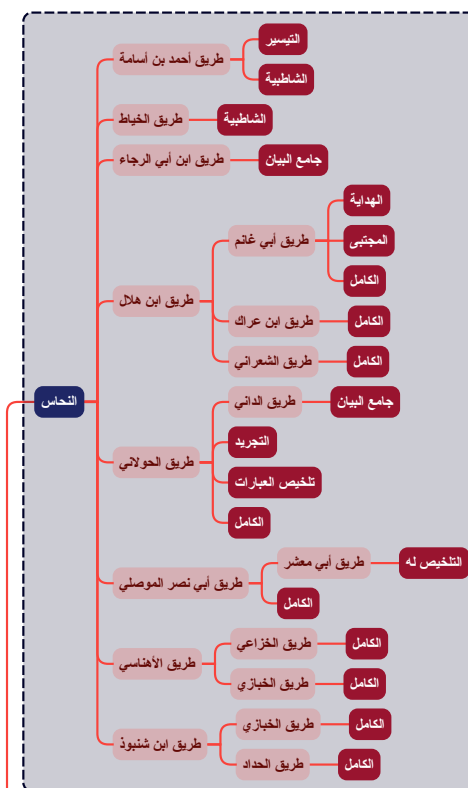 النحاس
طريق أحمد بن أسامة
التيسير
الشاطبية
طريق الخياط
الشاطبية
طريق ابن أبي الرجاء
جامع البيان
طريق ابن هلال
طريق أبي غانم
الهداية
المجتبى
الكامل
طريق ابن عراك
الكامل
طريق الشعراني
الكامل
طريق الحولاني
طريق الداني
جامع البيان
التجريد
تلخيص العبارات
الكامل
طريق أبي نصر الموصلي
طريق أبي معشر
التلخيص له
الكامل
طريق الأهناسي
طريق الخزاعي
الكامل
طريق الخبازي
الكامل
طريق ابن شنبوذ
طريق الخبازي
الكامل
طريق الحداد
الكامل